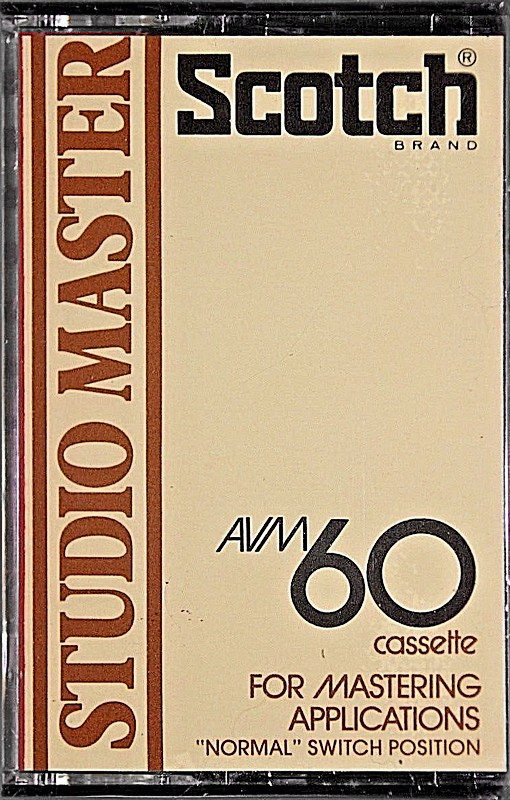 STUDIO MASTER
Scotch®
BRAND
AVM 60
cassette
FOR MASTERING
APPLICATIONS
"NORMAL" SWITCH POSITION